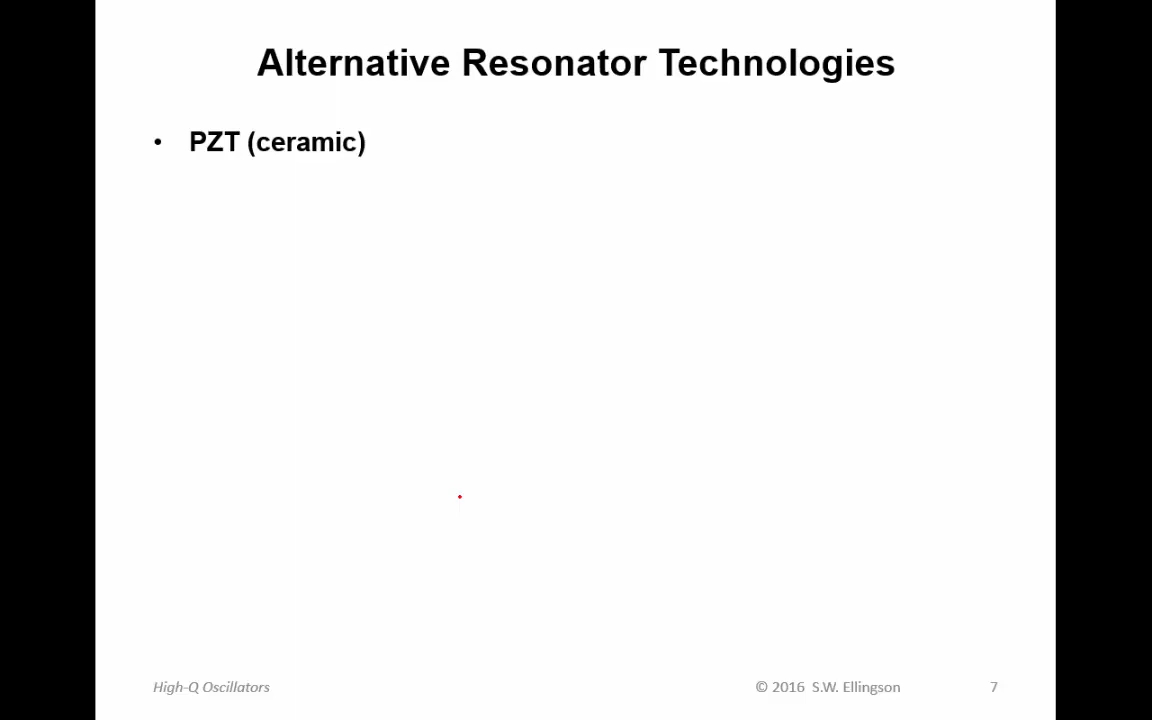 Alternative Resonator Technologies
• PZT (ceramic)
High-Q Oscillators © 2016 S.W. Ellingson 7